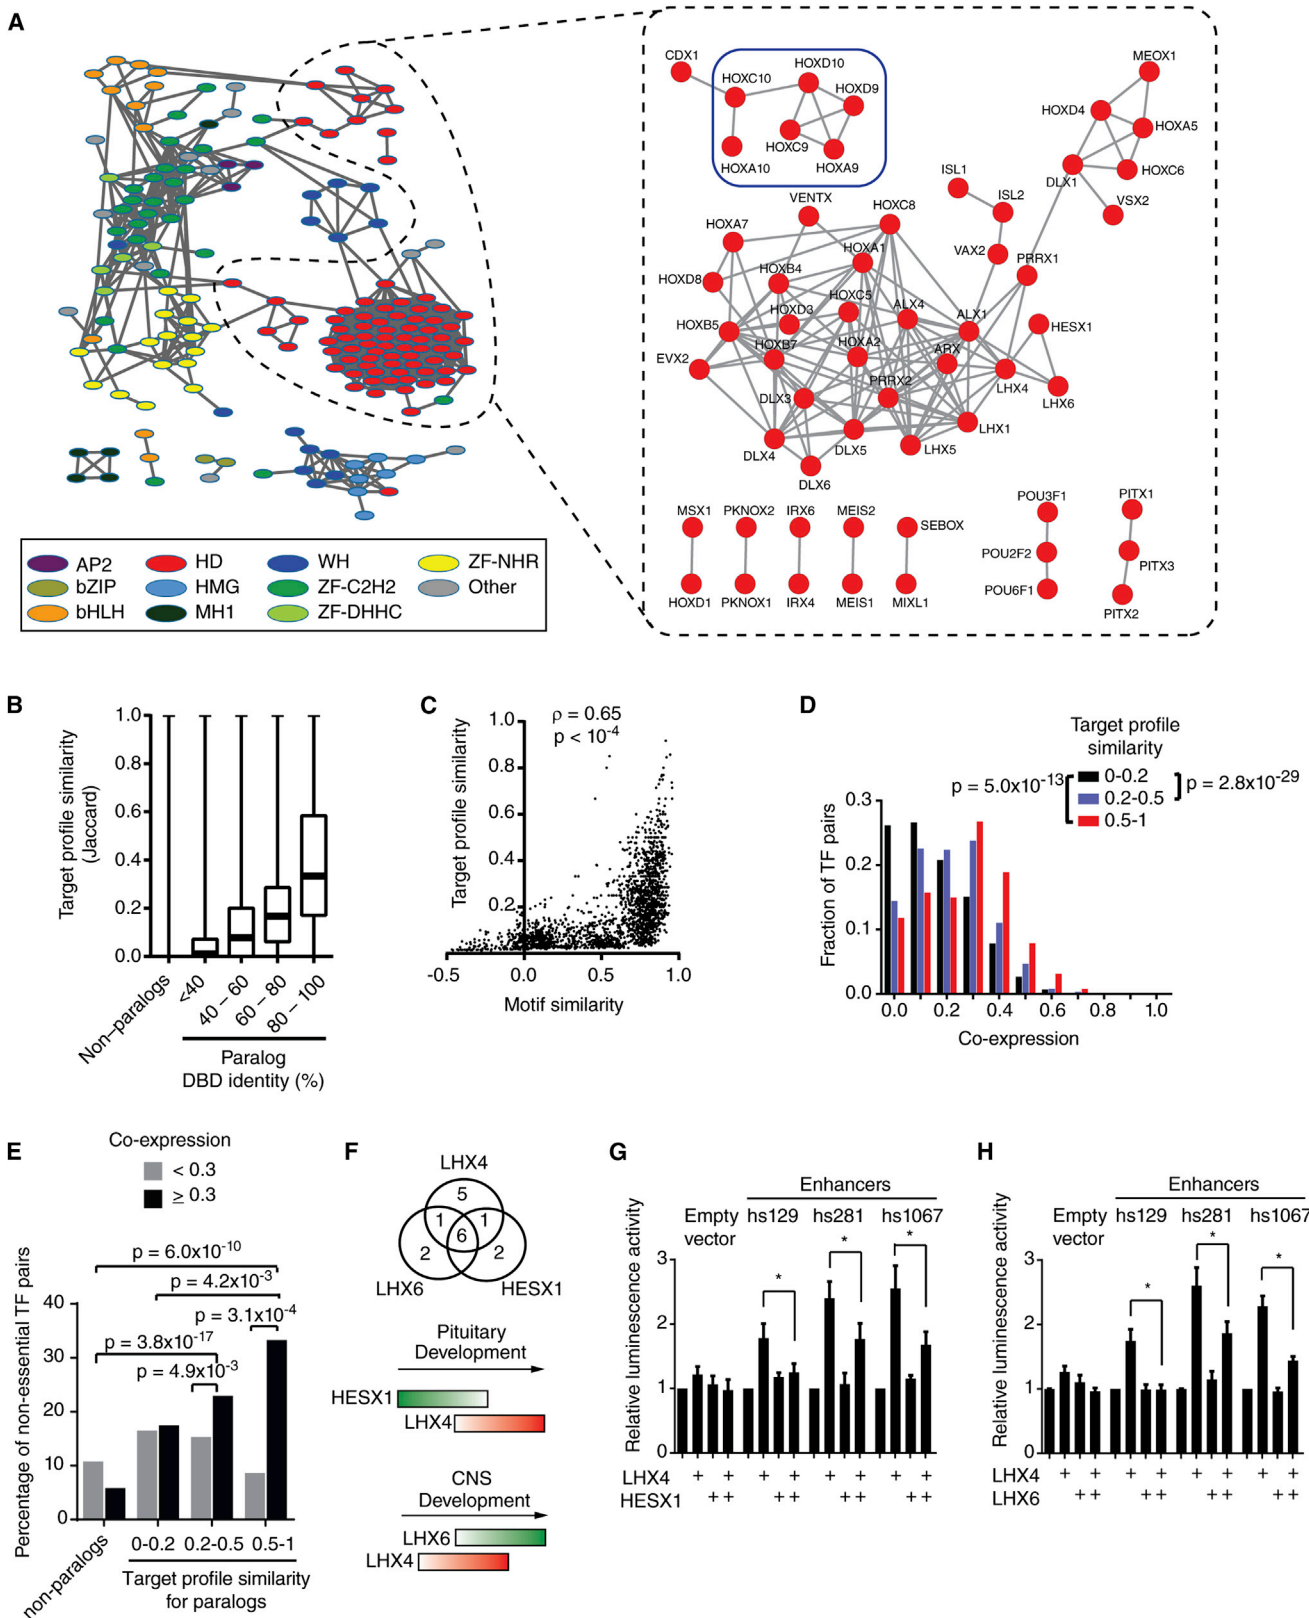 A
CDX1
HOXC10
HOXD10
HOXD9
HOXC9
HOXA10
HOXA9
MEOX1
HOXD4
HOXA5
HOXC6
DLX1
VSX2
ISL1
ISL2
VAX2
PRRX1
VENTX
HOXC8
HOXA7
HOXA1
HOXD8
HOXB4
HOXC5
ALX4
ALX1
HOXD3
HESX1
HOXB5
HOXB7
HOXA2
ARX
EVX2
PRRX2
LHX4
LHX6
DLX3
LHX1
DLX4
DLX5
LHX5
DLX6
MSX1
PKNOX2
IRX6
MEIS2
SEBOX
POU3F1
PITX1
POU2F2
PITX3
HOXD1
PKNOX1
IRX4
MEIS1
MIXL1
POU6F1
PITX2
AP2
HD
WH
ZF-NHR
bZIP
HMG
ZF-C2H2
Other
bHLH
MH1
ZF-DHHC
B
Target profile similarity
(Jaccard)
1.0
0.8
0.6
0.4
0.2
0.0
Non–paralogs
<40
40 – 60
60 – 80
80 – 100
Paralog
DBD identity (%)
C
Target profile similarity
ρ = 0.65
p < 10-4
1.0
0.8
0.6
0.4
0.2
-0.5
0.0
0.5
1.0
Motif similarity
D
Target profile
similarity
0-0.2
0.2-0.5
0.5-1
p = 5.0x10-13
p = 2.8x10-29
Fraction of TF pairs
0.3
0.2
0.1
0.0
0.0
0.2
0.4
0.6
0.8
1.0
Co-expression
E
Co-expression
< 0.3
≥ 0.3
p = 6.0x10-10
p = 4.2x10-3
p = 3.1x10-4
p = 3.8x10-17
p = 4.9x10-3
Percentage of non-essential TF pairs
40
30
20
10
0
non-paralogs
0-0.2
0.2-0.5
0.5-1
Target profile similarity
for paralogs
F
LHX4
5
1
1
6
2
2
LHX6
HESX1
Pituitary
Development
HESX1
LHX4
CNS
Development
LHX6
LHX4
G
Enhancers
Empty
vector
hs129
hs281
hs1067
Relative luminescence activity
3
2
1
0
*
*
*
LHX4 + + + + + + + +
HESX1 ++ ++ ++ ++
H
Enhancers
Empty
vector
hs129
hs281
hs1067
Relative luminescence activity
3
2
1
0
*
*
*
LHX4 + + + + + + + +
LHX6 ++ ++ ++ ++